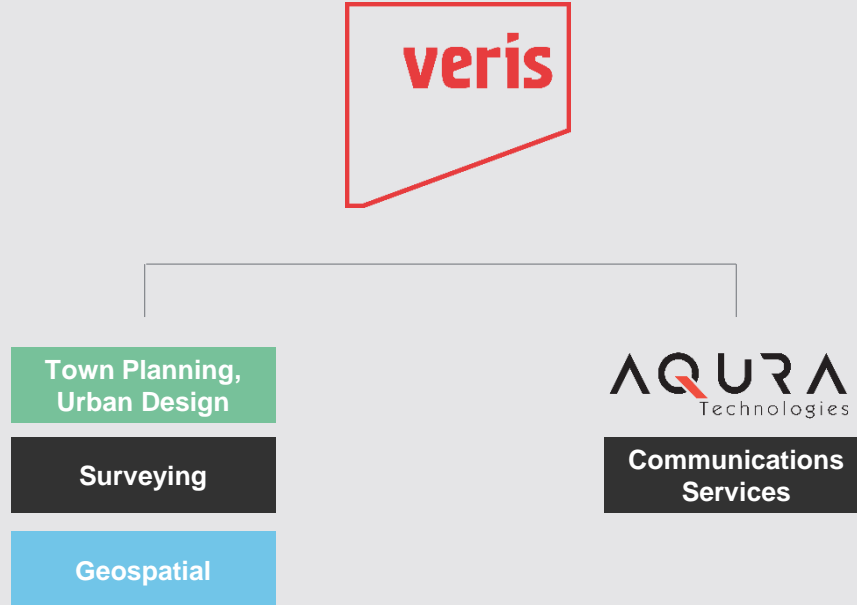 veris
Town Planning,
Urban Design
Surveying
Geospatial
AQURA
Technologies
Communications
Services